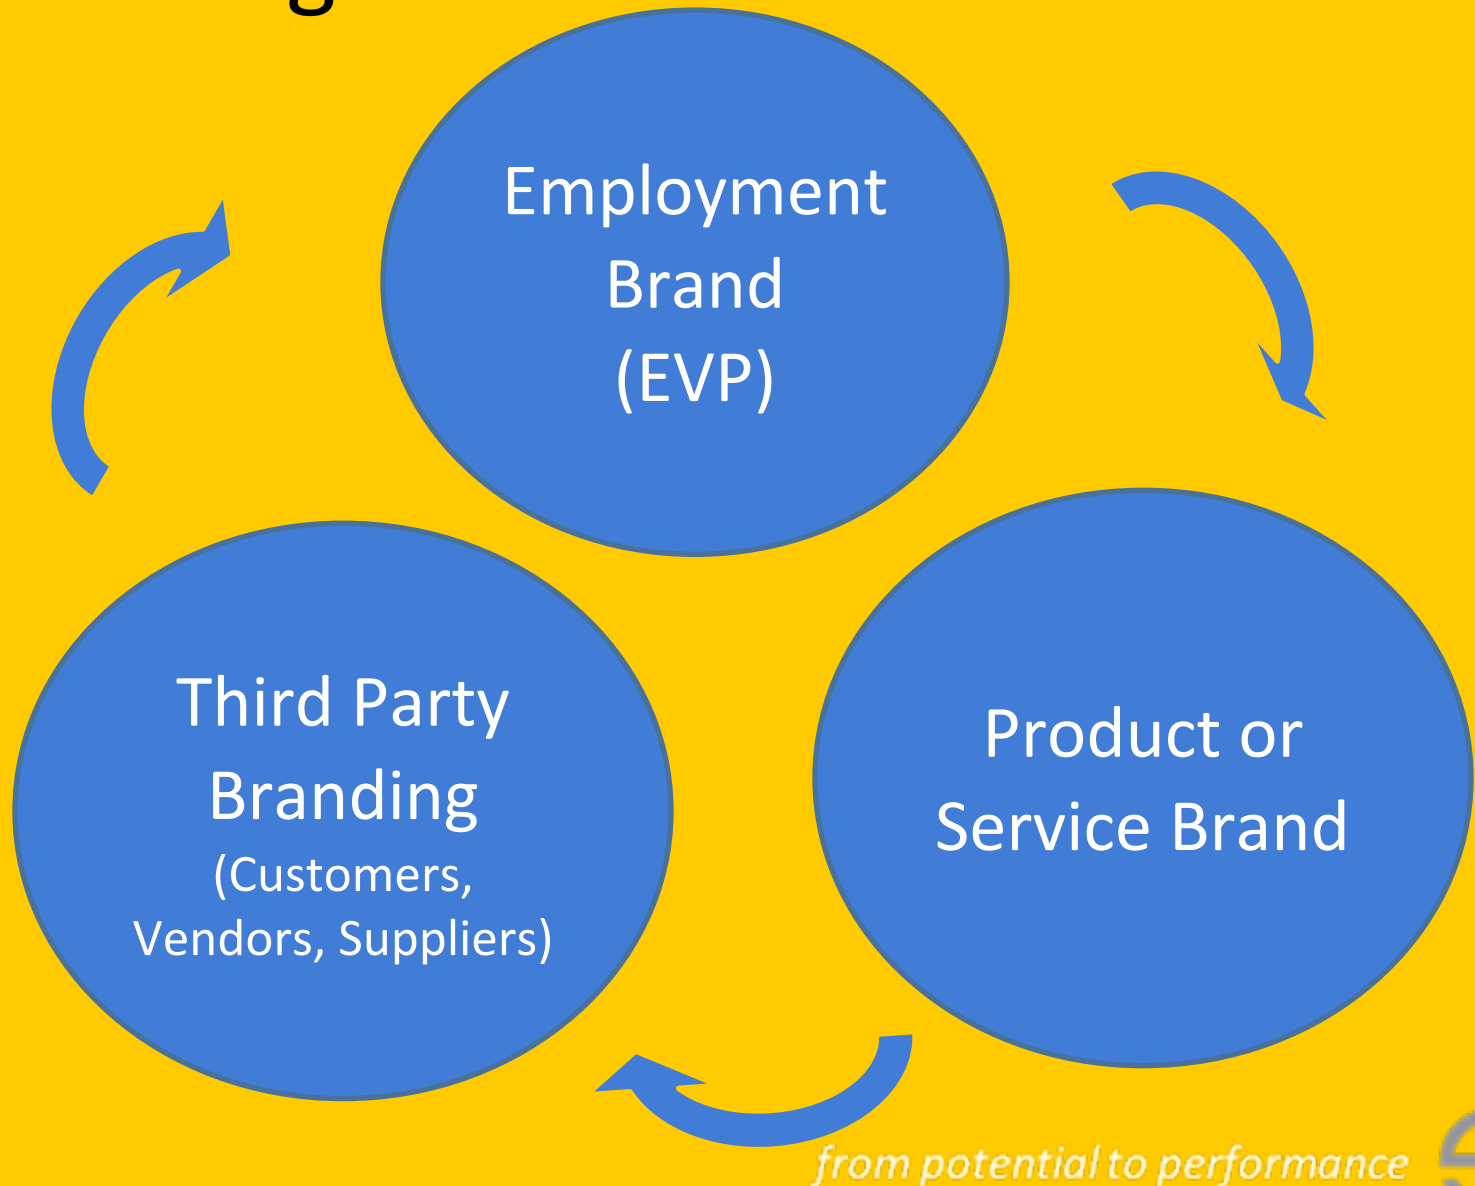 Employment
Brand
(EVP)
Third Party
Branding
(Customers,
Vendors, Suppliers)
Product or
Service Brand
from potential to performance